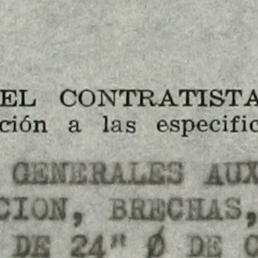 EL CONTRATISTA
ción a las especific
GENERALES AUX
CION, BRECHAS,
DE 24" Ø DE C